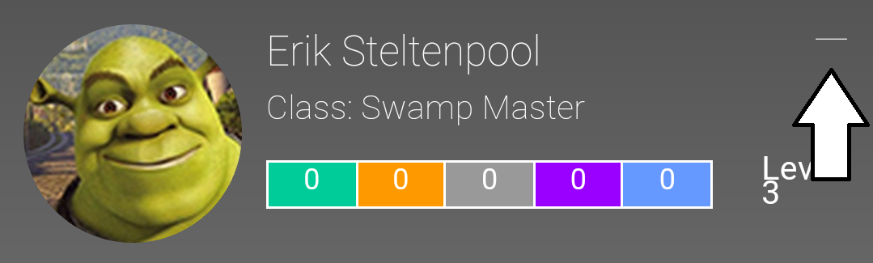 Erik Steltenpool
Class: Swamp Master
0 0 0 0 0
3